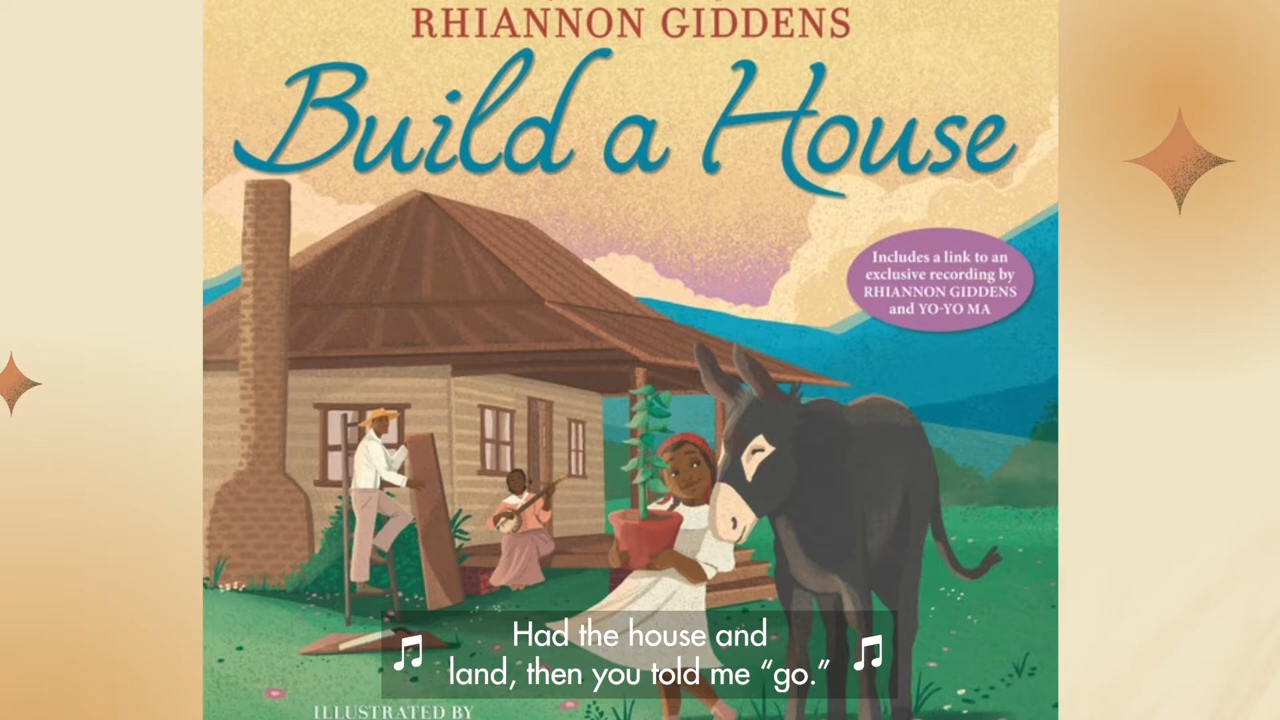 RHIANNON GIDDENS
Build a House
Includes a link to an
exclusive recording by
RHIANNON GIDDENS
and YO-YO MA
Had the house and
land, then you told me “go.”
ILLUSTRATED BY